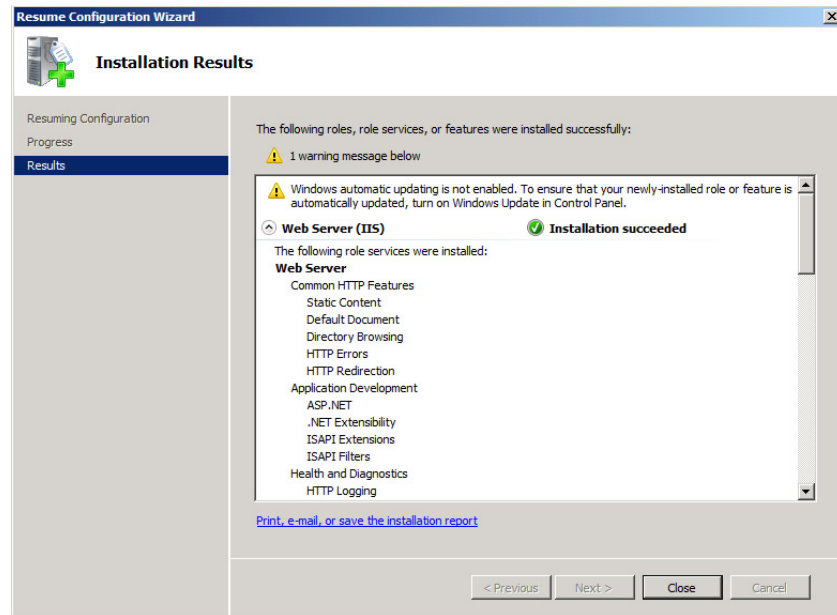 Resume Configuration Wizard
Installation Results
Resuming Configuration
Progress
Results
The following roles, role services, or features were installed successfully:
1 warning message below
Windows automatic updating is not enabled. To ensure that your newly-installed role or feature is
automatically updated, turn on Windows Update in Control Panel.
Web Server (IIS) Installation succeeded
The following role services were installed:
Web Server
Common HTTP Features
Static Content
Default Document
Directory Browsing
HTTP Errors
HTTP Redirection
Application Development
ASP.NET
.NET Extensibility
ISAPI Extensions
ISAPI Filters
Health and Diagnostics
HTTP Logging
Print, e-mail, or save the installation report
< Previous Next > Close Cancel